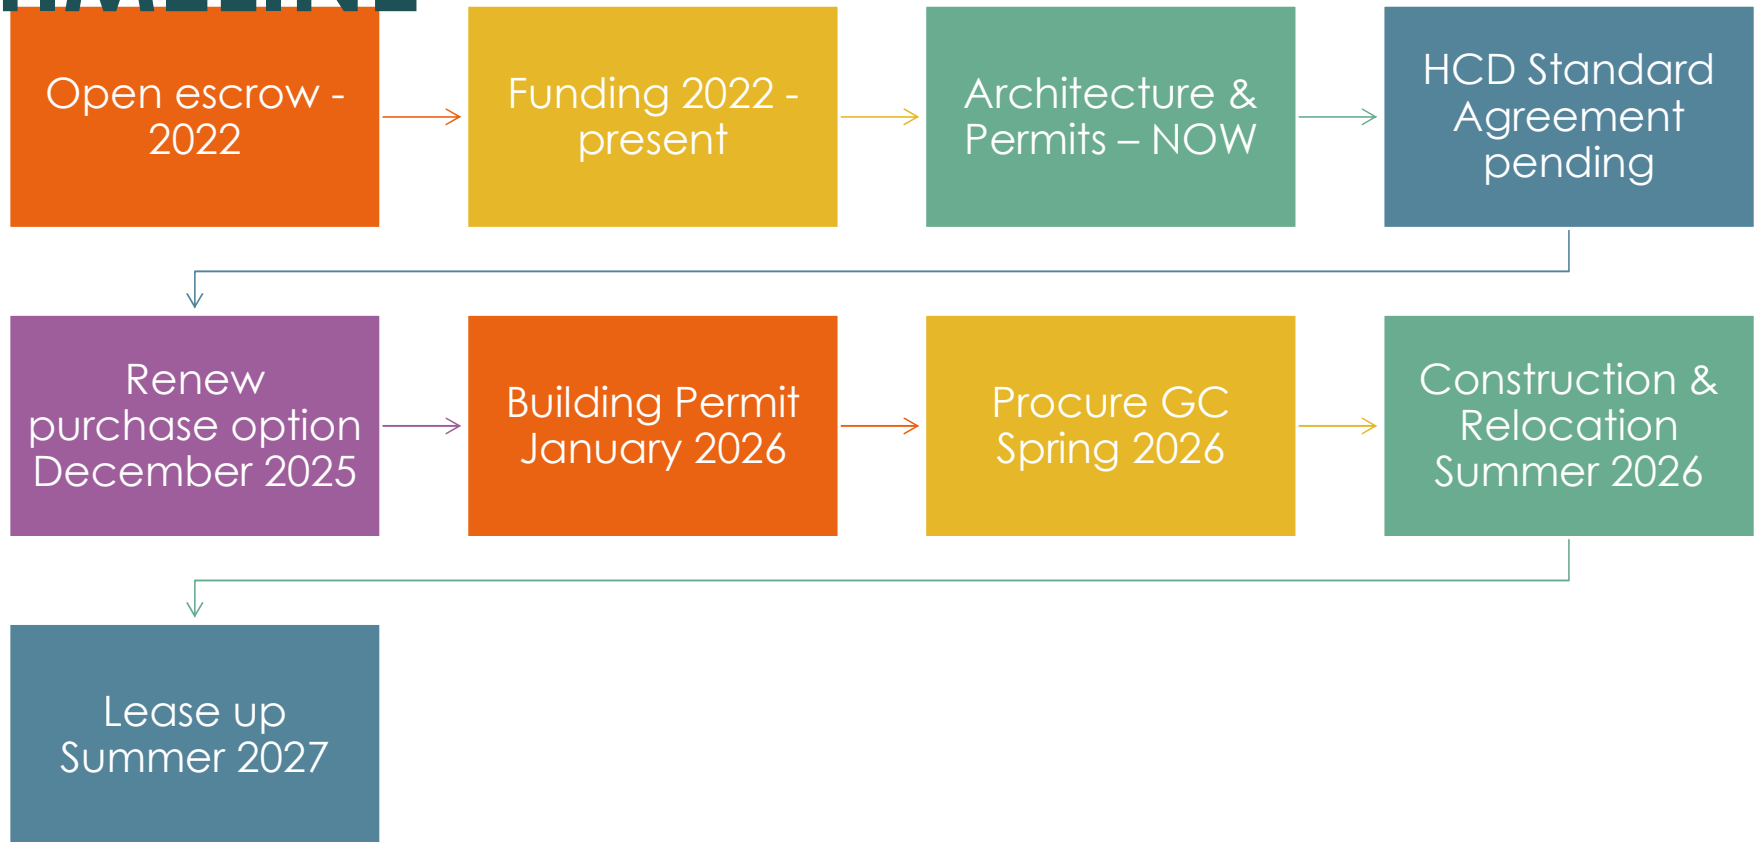 TIMELINE
Open escrow -
2022
Funding 2022 -
present
Architecture &
Permits – NOW
HCD Standard
Agreement
pending
Renew
purchase option
December 2025
Building Permit
January 2026
Procure GC
Spring 2026
Construction &
Relocation
Summer 2026
Lease up
Summer 2027